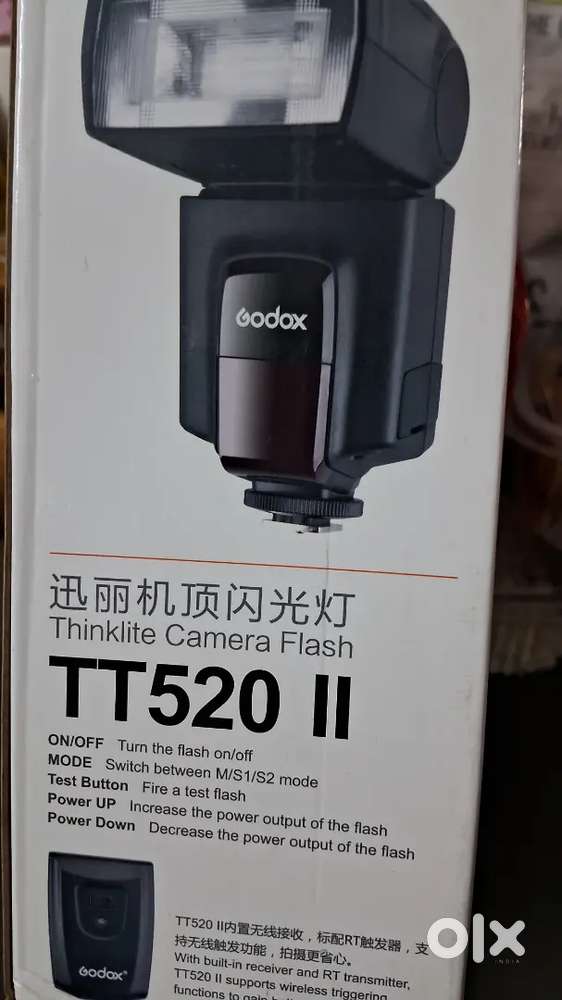 Godox
迅丽机顶闪光灯
Thinklite Camera Flash
TT520 II
ON/OFF Turn the flash on/off
MODE Switch between M/S1/S2 mode
Test Button Fire a test flash
Power UP Increase the power output of the flash
Power Down Decrease the power output of the flash
Godox
TT520 II内置无线接收，标配RT触发器，支
持无线触发功能，拍摄更省心。
With built-in receiver and RT transmitter,
TT520 II supports wireless triggering
functions to gain
olx
INDIA